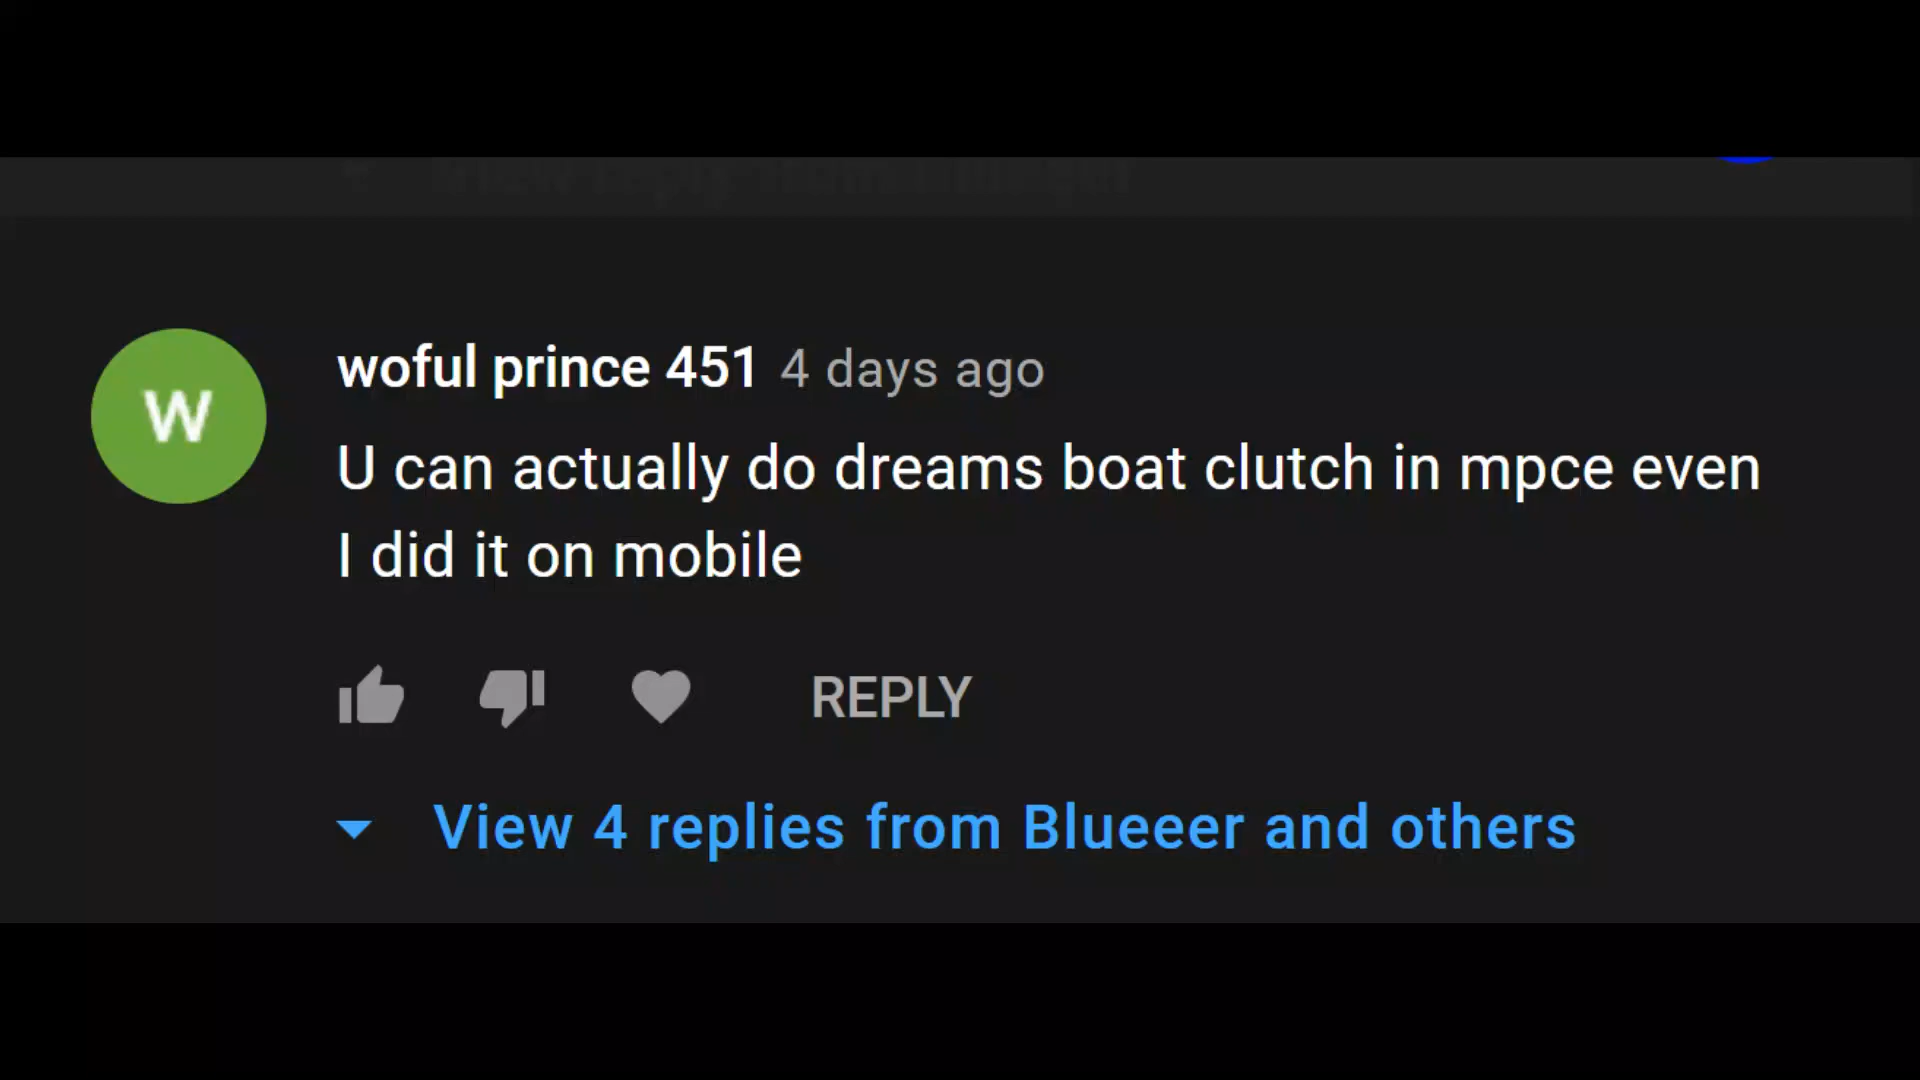 W
woful prince 451 4 days ago
U can actually do dreams boat clutch in mpce even
I did it on mobile
REPLY
View 4 replies from Blueeer and others